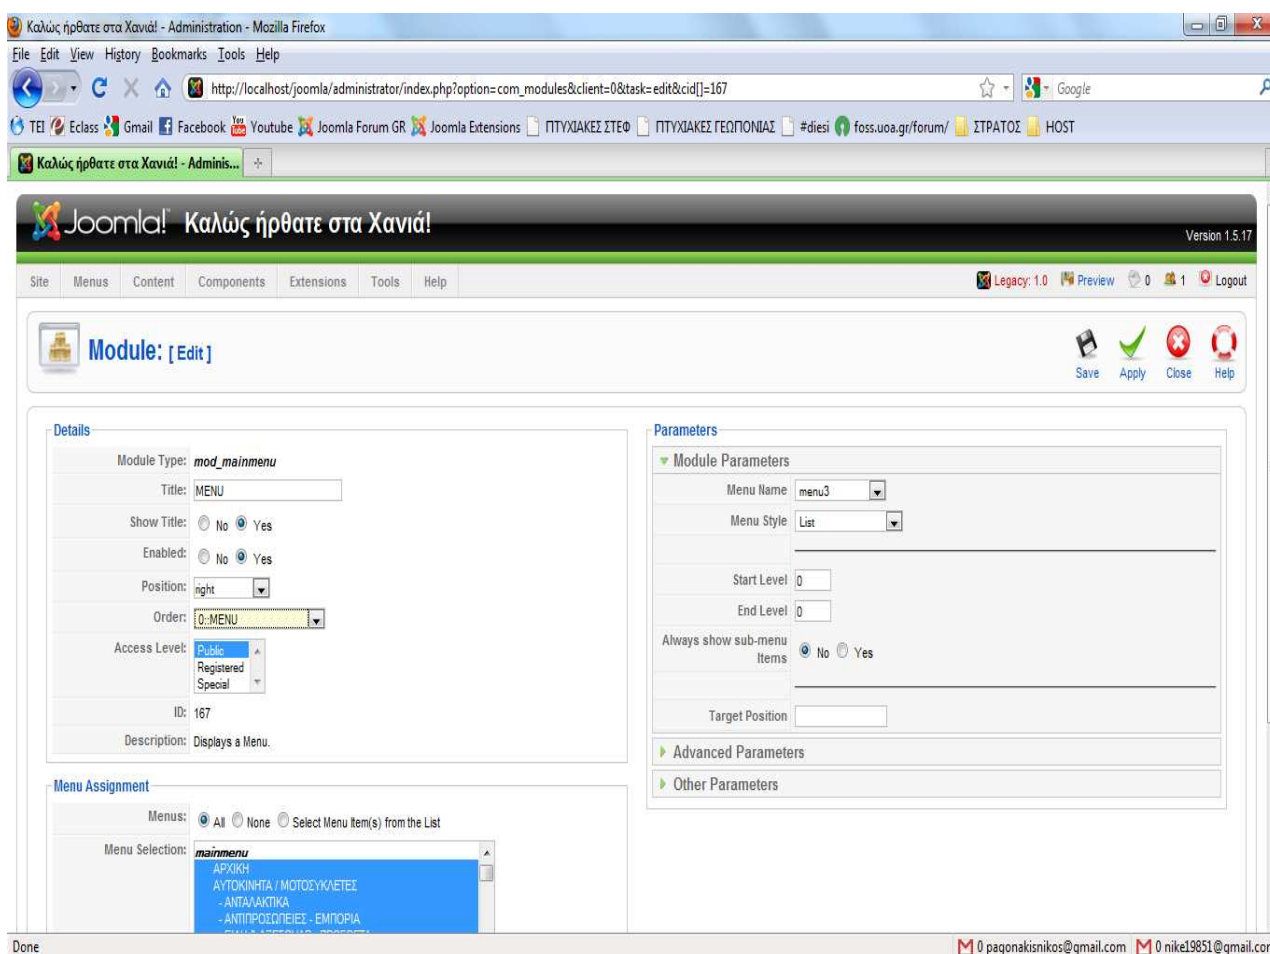 Καλώς ήρθατε στα Χανιά! - Administration - Mozilla Firefox
File Edit View History Bookmarks Tools Help
http://localhost/joomla/administrator/index.php?option=com_modules&client=0&task=edit&cid[]=167
Google
TEI Eclass Gmail Facebook Youtube Joomla Forum GR Joomla Extensions ΠΤΥΧΙΑΚΕΣ ΣΤΕΦ ΠΤΥΧΙΑΚΕΣ ΓΕΩΠΟΝΙΑΣ #diesi foss.uoa.gr/forum/ ΣΤΡΑΤΟΣ HOST
Καλώς ήρθατε στα Χανιά! - Adminis...
Joomla! Καλώς ήρθατε στα Χανιά!
Version 1.5.17
Site Menus Content Components Extensions Tools Help
Legacy: 1.0 Preview 0 1 Logout
Module: [ Edit ]
Save Apply Close Help
Details
Module Type: mod_mainmenu
Title: MENU
Show Title: No Yes
Enabled: No Yes
Position: right
Order: 0::MENU
Access Level: Public
Registered
Special
ID: 167
Description: Displays a Menu.
Parameters
Module Parameters
Menu Name menu3
Menu Style List
Start Level 0
End Level 0
Always show sub-menu Items No Yes
Target Position
Advanced Parameters
Other Parameters
Menu Assignment
Menus: All None Select Menu Item(s) from the List
Menu Selection: mainmenu
ΑΡΧΙΚΗ
ΑΥΤΟΚΙΝΗΤΑ / ΜΟΤΟΣΥΚΛΕΤΕΣ
- ΑΝΤΑΛΑΚΤΙΚΑ
- ΑΝΤΙΠΡΟΣΩΠΕΙΕΣ - ΕΜΠΟΡΙΑ
Done
0 pagonakisnikos@gmail.com 0 nike19851@gmail.com